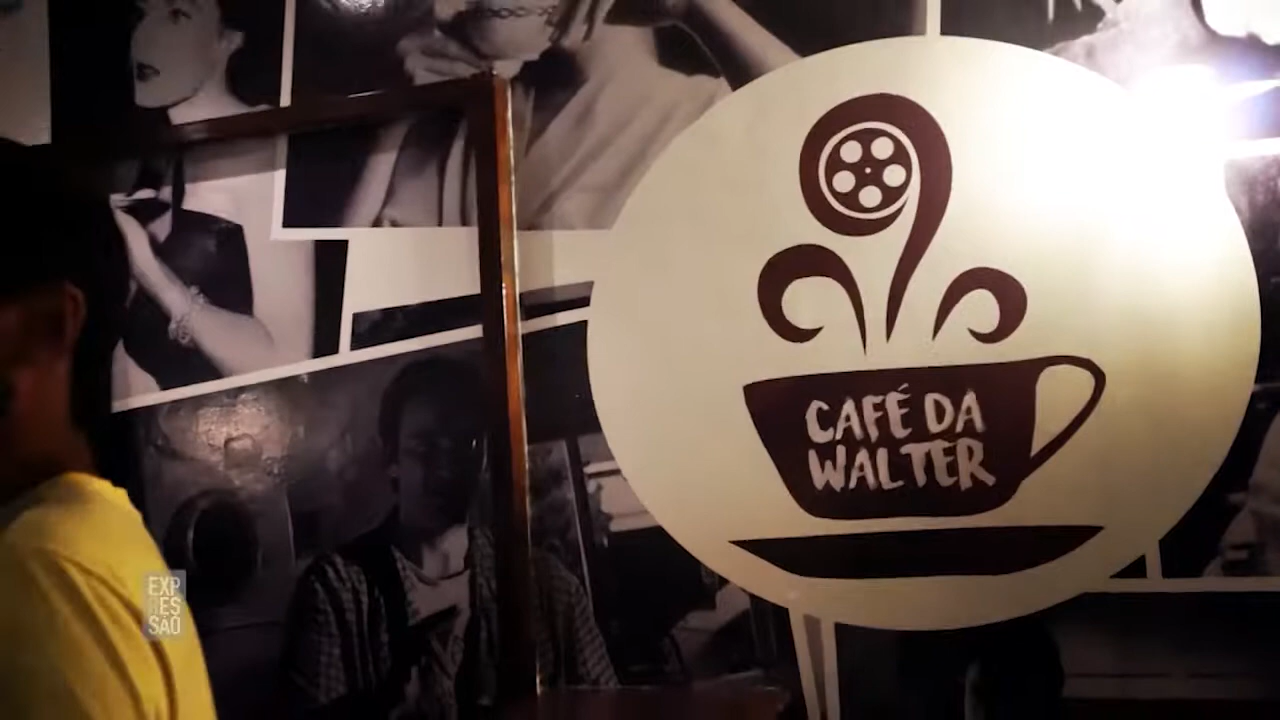 CAFÉ DA
WALTER
EXP
RES
SÃO